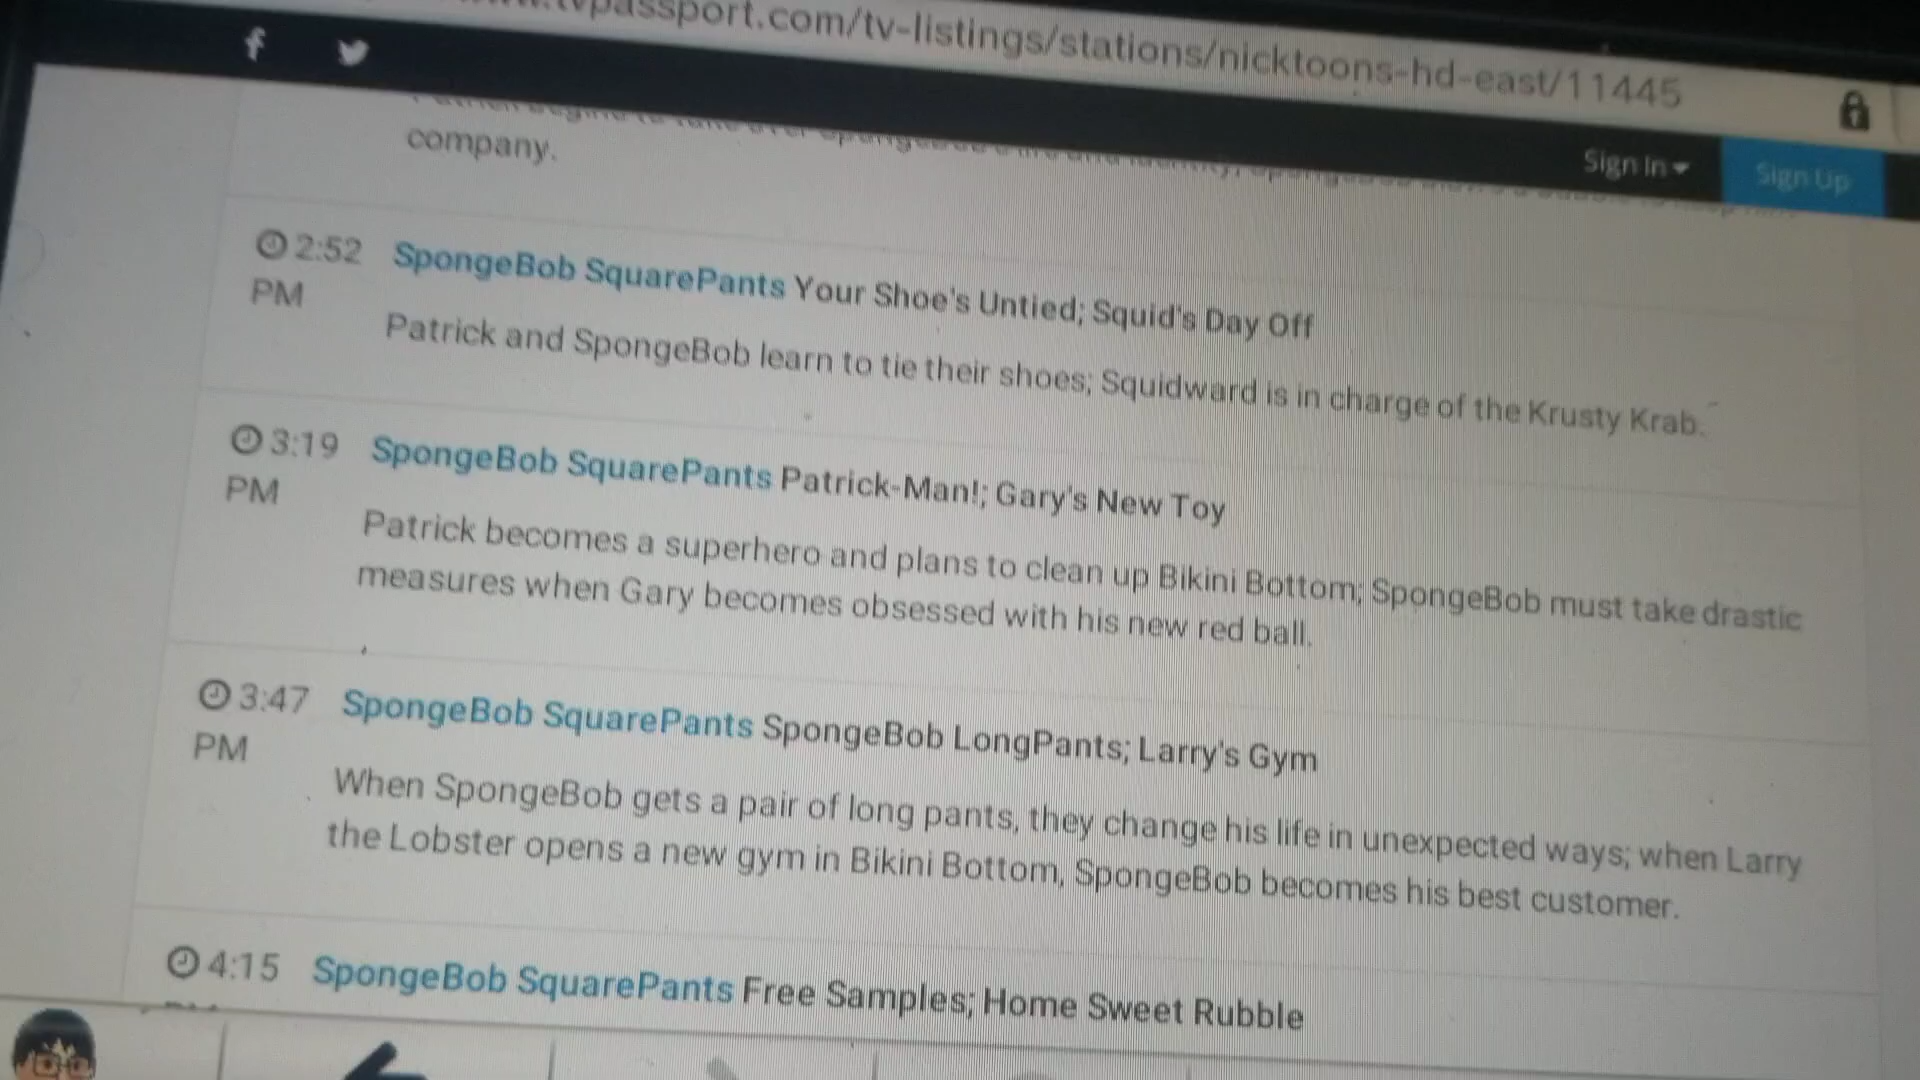 tvpassport.com/tv-listings/stations/nicktoons-hd-east/11445
Sign In
Sign Up
company.
2:52 PM
SpongeBob SquarePants Your Shoe's Untied; Squid's Day Off
Patrick and SpongeBob learn to tie their shoes; Squidward is in charge of the Krusty Krab.
3:19 PM
SpongeBob SquarePants Patrick-Man!; Gary's New Toy
Patrick becomes a superhero and plans to clean up Bikini Bottom; SpongeBob must take drastic
measures when Gary becomes obsessed with his new red ball.
3:47 PM
SpongeBob SquarePants SpongeBob LongPants; Larry's Gym
When SpongeBob gets a pair of long pants, they change his life in unexpected ways; when Larry
the Lobster opens a new gym in Bikini Bottom, SpongeBob becomes his best customer.
4:15
SpongeBob SquarePants Free Samples; Home Sweet Rubble